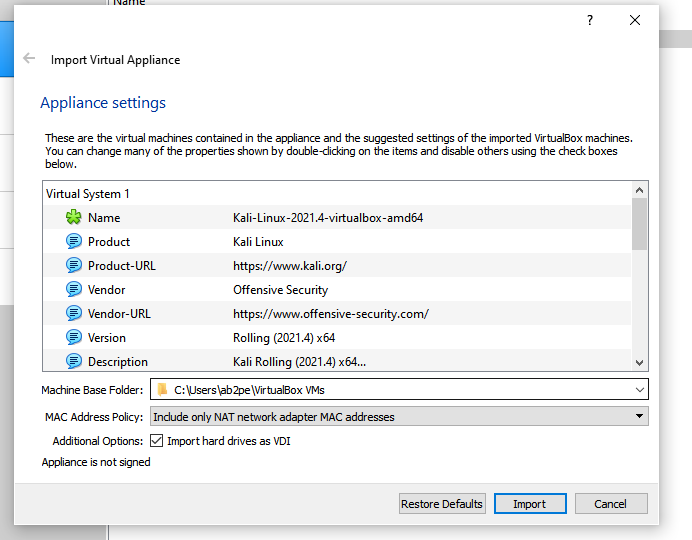 Name
?
Import Virtual Appliance
Appliance settings
These are the virtual machines contained in the appliance and the suggested settings of the imported VirtualBox machines.
You can change many of the properties shown by double-clicking on the items and disable others using the check boxes
below.
Virtual System 1
Name Kali-Linux-2021.4-virtualbox-amd64
Product Kali Linux
Product-URL https://www.kali.org/
Vendor Offensive Security
Vendor-URL https://www.offensive-security.com/
Version Rolling (2021.4) x64
Description Kali Rolling (2021.4) x64...
Machine Base Folder: C:\Users\ab2pe\VirtualBox VMs
MAC Address Policy: Include only NAT network adapter MAC addresses
Additional Options: Import hard drives as VDI
Appliance is not signed
Restore Defaults Import Cancel